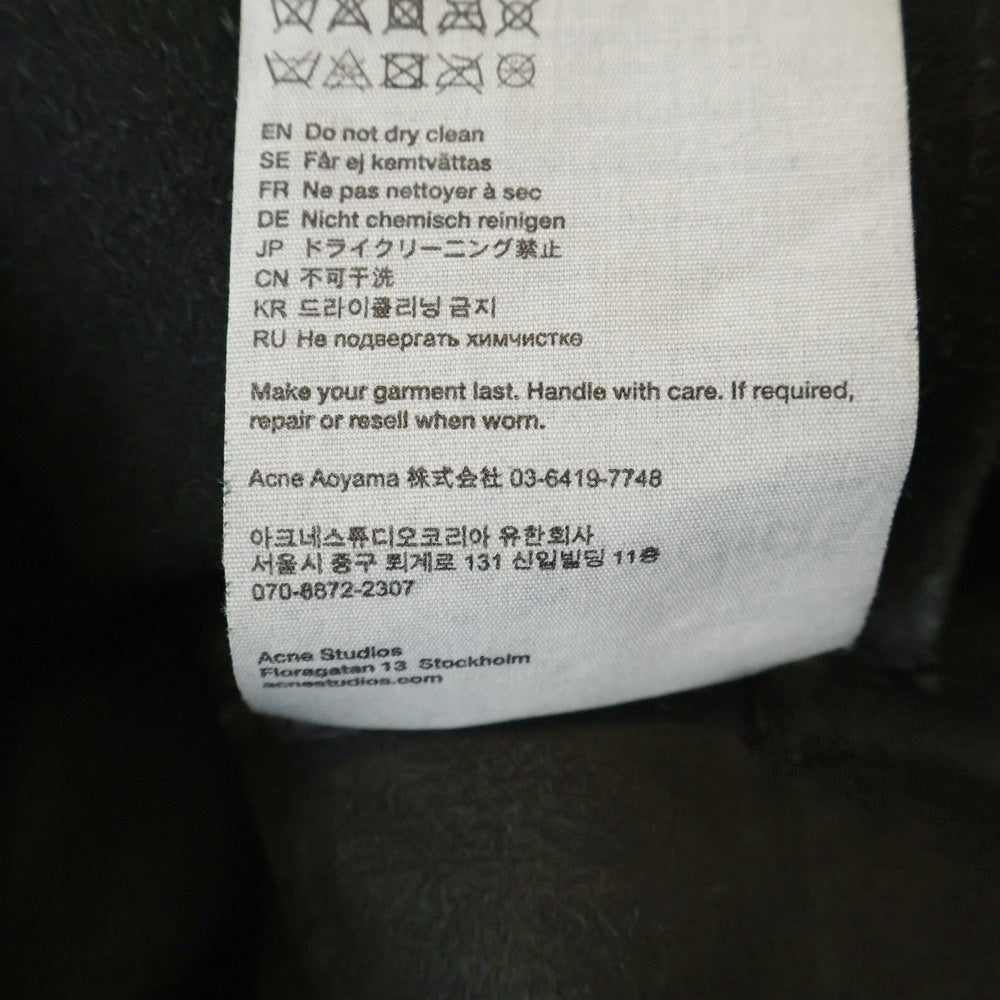 EN Do not dry clean
SE Får ej kemtvättas
FR Ne pas nettoyer à sec
DE Nicht chemisch reinigen
JP ドライクリーニング禁止
CN 不可干洗
KR 드라이클리닝 금지
RU Не подвергать химчистке
Make your garment last. Handle with care. If required,
repair or resell when worn.
Acne Aoyama 株式会社 03-6419-7748
아크네스튜디오코리아 유한회사
서울시 중구 퇴계로 131 신일빌딩 11층
070-8872-2307
Acne Studios
Floragatan 13 Stockholm
acnestudios.com